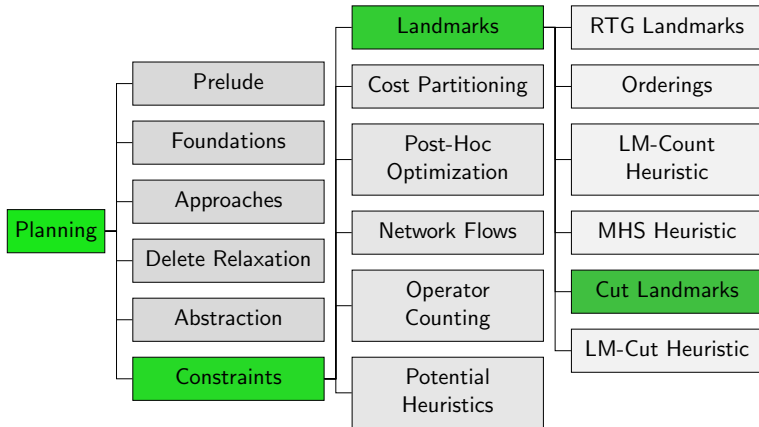 Planning
Prelude
Foundations
Approaches
Delete Relaxation
Abstraction
Constraints
Landmarks
Cost Partitioning
Post-Hoc
Optimization
Network Flows
Operator
Counting
Potential
Heuristics
RTG Landmarks
Orderings
LM-Count
Heuristic
MHS Heuristic
Cut Landmarks
LM-Cut Heuristic